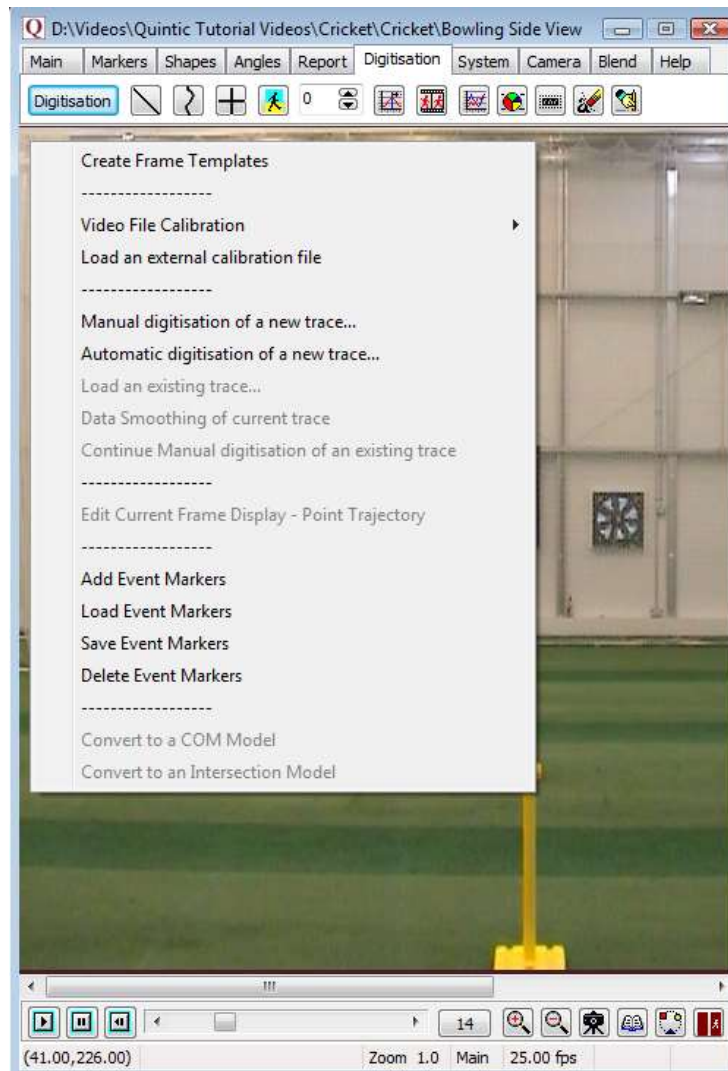 Q D:\Videos\Quintic Tutorial Videos\Cricket\Cricket\Bowling Side View
Main Markers Shapes Angles Report Digitisation System Camera Blend Help
Digitisation 0
Create Frame Templates
------------------
Video File Calibration
Load an external calibration file
------------------
Manual digitisation of a new trace...
Automatic digitisation of a new trace...
Load an existing trace...
Data Smoothing of current trace
Continue Manual digitisation of an existing trace
------------------
Edit Current Frame Display - Point Trajectory
------------------
Add Event Markers
Load Event Markers
Save Event Markers
Delete Event Markers
------------------
Convert to a COM Model
Convert to an Intersection Model
14
(41.00,226.00) Zoom 1.0 Main 25.00 fps